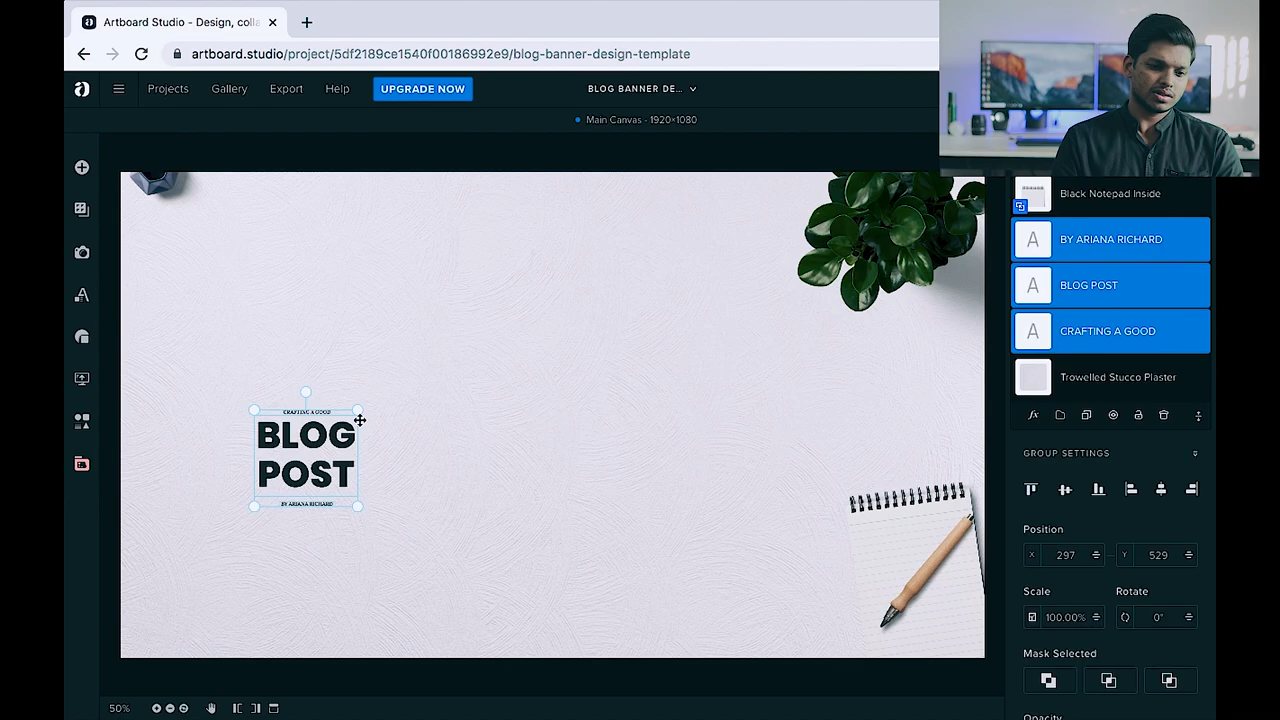 Artboard Studio - Design, colla
artboard.studio/project/5df2189ce1540f00186992e9/blog-banner-design-template
Projects Gallery Export Help UPGRADE NOW BLOG BANNER DE...
Main Canvas - 1920×1080
CRAFTING A GOOD
BLOG
POST
BY ARIANA RICHARD
Black Notepad Inside
BY ARIANA RICHARD
BLOG POST
CRAFTING A GOOD
Trowelled Stucco Plaster
fx
GROUP SETTINGS
Position
X 297 Y 529
Scale Rotate
100.00% 0°
Mask Selected
Opacity
50%